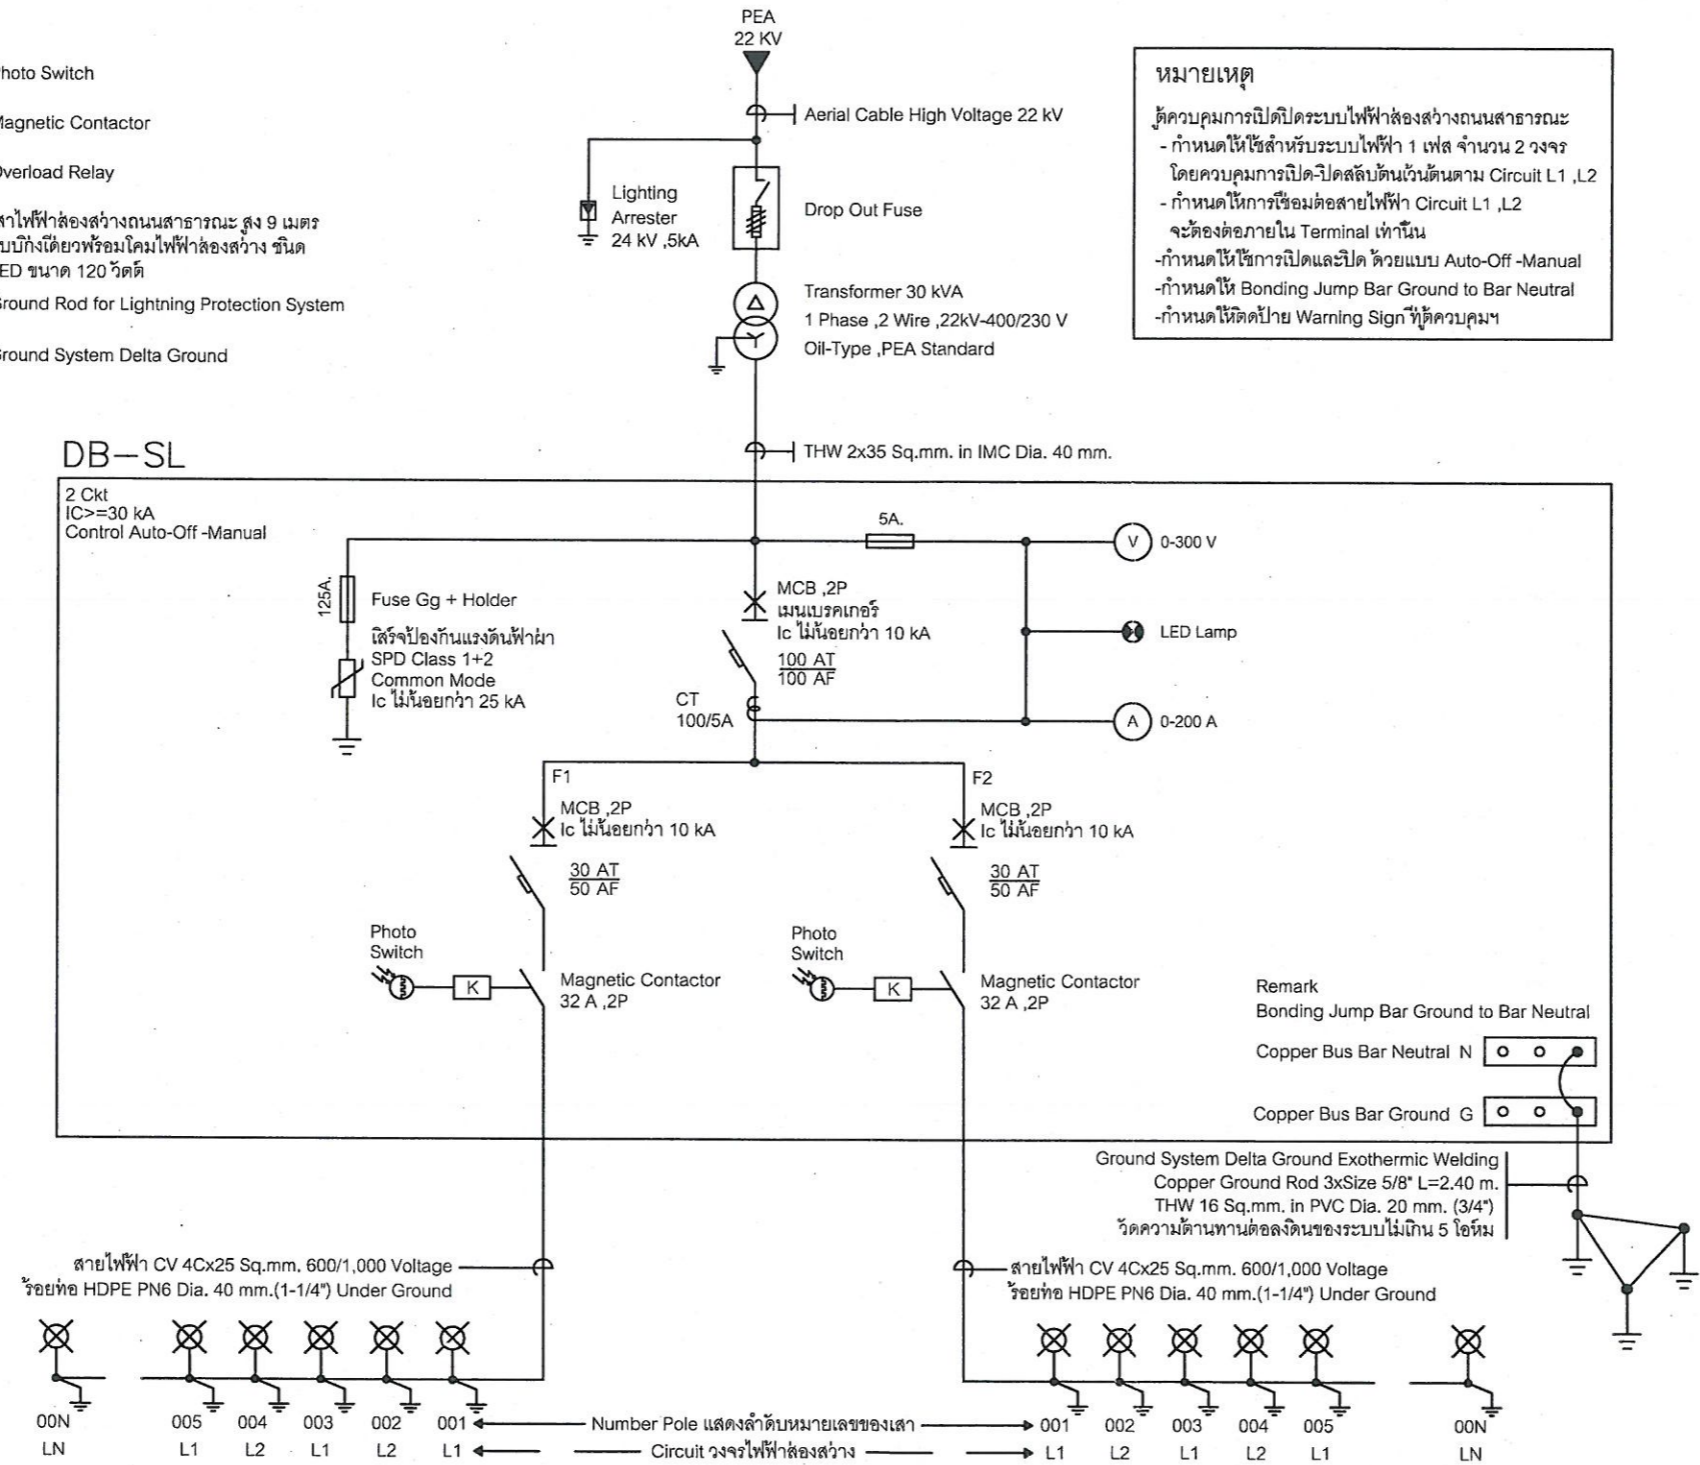 PEA
22 KV
Photo Switch
Magnetic Contactor
Overload Relay
เสาไฟฟ้าส่องสว่างถนนสาธารณะ สูง 9 เมตร
แบบกิ่งเดียวพร้อมโคมไฟฟ้าส่องสว่าง ชนิด
LED ขนาด 120 วัตต์
Ground Rod for Lightning Protection System
Ground System Delta Ground
Aerial Cable High Voltage 22 kV
Lighting
Arrester
24 kV ,5kA
Drop Out Fuse
Transformer 30 kVA
1 Phase ,2 Wire ,22kV-400/230 V
Oil-Type ,PEA Standard
THW 2x35 Sq.mm. in IMC Dia. 40 mm.
หมายเหตุ
ตู้ควบคุมการเปิดปิดระบบไฟฟ้าส่องสว่างถนนสาธารณะ
- กำหนดให้ใช้สำหรับระบบไฟฟ้า 1 เฟส จำนวน 2 วงจร
โดยควบคุมการเปิด-ปิดสลับต้นเว้นต้นตาม Circuit L1 ,L2
- กำหนดให้การเชื่อมต่อสายไฟฟ้า Circuit L1 ,L2
จะต้องต่อภายใน Terminal เท่านั้น
-กำหนดให้ใช้การเปิดและปิด ด้วยแบบ Auto-Off -Manual
-กำหนดให้ Bonding Jump Bar Ground to Bar Neutral
-กำหนดให้ติดป้าย Warning Sign ที่ตู้ควบคุมฯ
DB-SL
2 Ckt
IC>=30 kA
Control Auto-Off -Manual
125A.
Fuse Gg + Holder
เสิร์จป้องกันแรงดันฟ้าผ่า
SPD Class 1+2
Common Mode
Ic ไม่น้อยกว่า 25 kA
5A.
V 0-300 V
LED Lamp
A 0-200 A
MCB ,2P
เมนเบรคเกอร์
Ic ไม่น้อยกว่า 10 kA
100 AT
100 AF
CT
100/5A
F1
MCB ,2P
Ic ไม่น้อยกว่า 10 kA
30 AT
50 AF
Photo
Switch
K
Magnetic Contactor
32 A ,2P
F2
MCB ,2P
Ic ไม่น้อยกว่า 10 kA
30 AT
50 AF
Photo
Switch
K
Magnetic Contactor
32 A ,2P
Remark
Bonding Jump Bar Ground to Bar Neutral
Copper Bus Bar Neutral N
Copper Bus Bar Ground G
Ground System Delta Ground Exothermic Welding
Copper Ground Rod 3xSize 5/8" L=2.40 m.
THW 16 Sq.mm. in PVC Dia. 20 mm. (3/4")
วัดความต้านทานต่อลงดินของระบบไม่เกิน 5 โอห์ม
สายไฟฟ้า CV 4Cx25 Sq.mm. 600/1,000 Voltage
ร้อยท่อ HDPE PN6 Dia. 40 mm.(1-1/4") Under Ground
สายไฟฟ้า CV 4Cx25 Sq.mm. 600/1,000 Voltage
ร้อยท่อ HDPE PN6 Dia. 40 mm.(1-1/4") Under Ground
00N 005 004 003 002 001 Number Pole แสดงลำดับหมายเลขของเสา 001 002 003 004 005 00N
LN L1 L2 L1 L2 L1 Circuit วงจรไฟฟ้าส่องสว่าง L1 L2 L1 L2 L1 LN